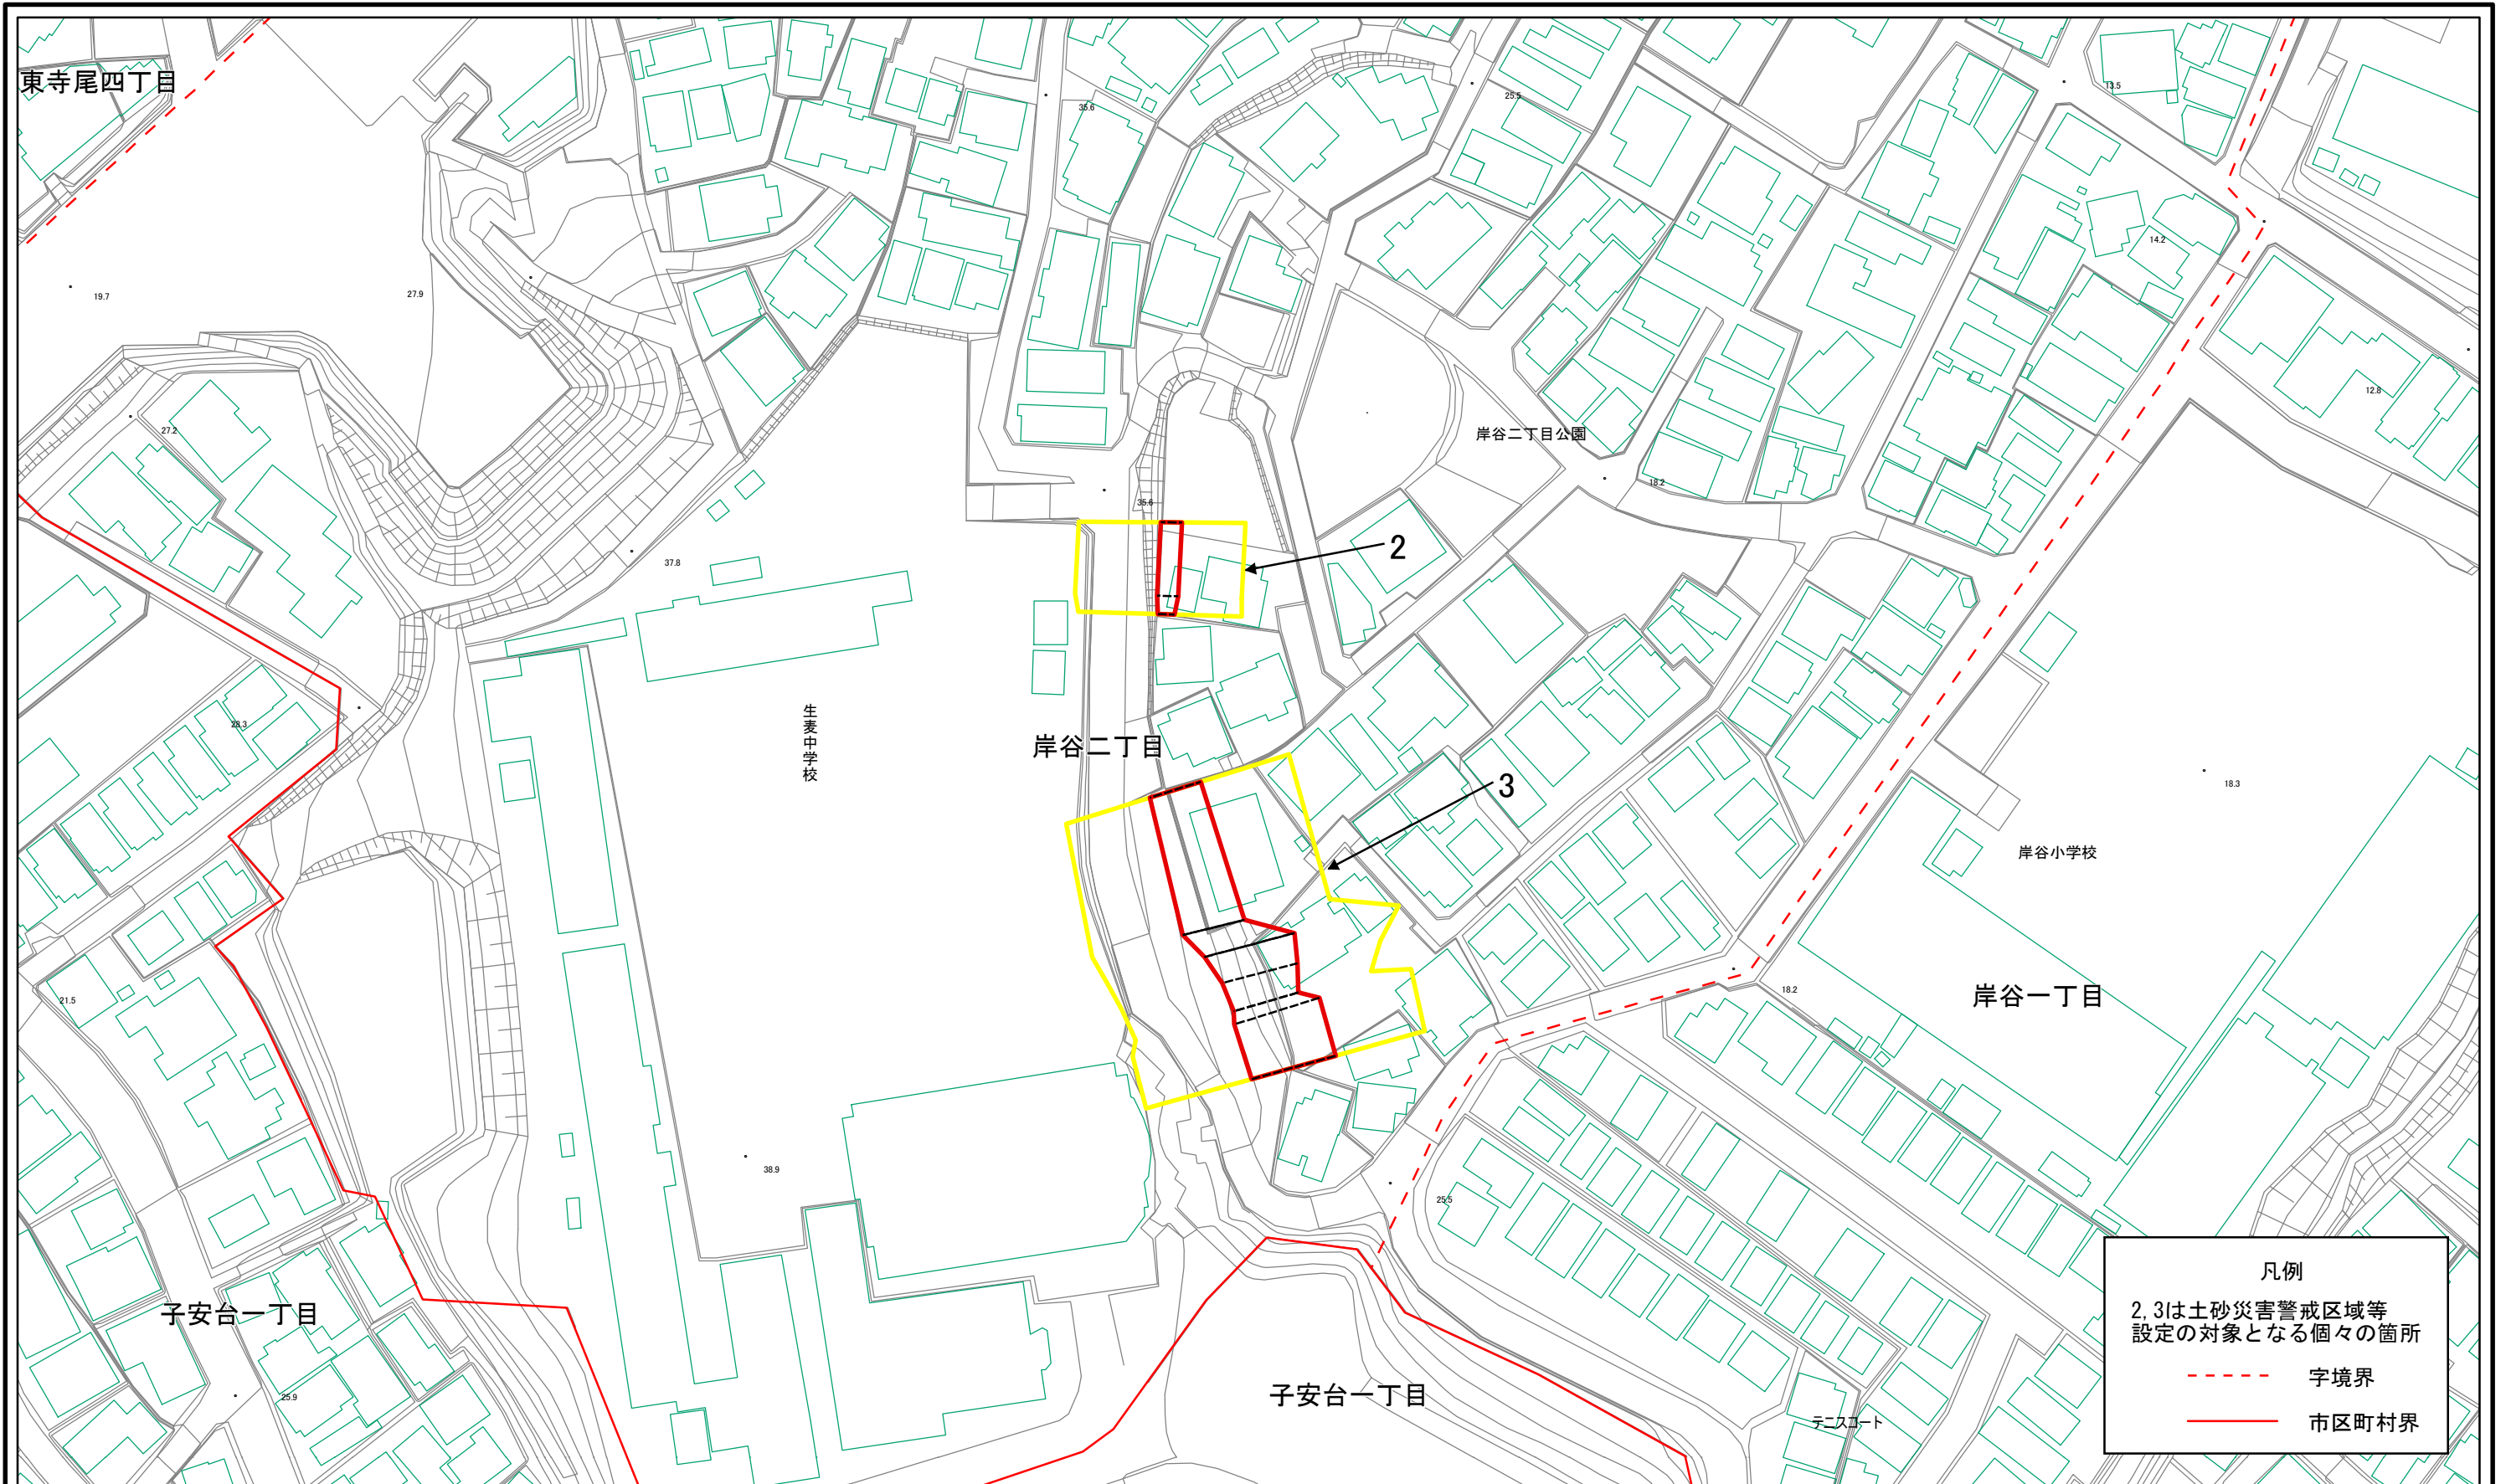 東寺尾四丁目
35.6
25.5
13.5
14.2
19.7
27.9
12.8
27.2
岸谷二丁目公園
18.2
35.6
2
37.8
生麦中学校
28.3
岸谷二丁目
3
18.3
岸谷小学校
21.5
18.2
岸谷一丁目
38.9
25.5
子安台一丁目
25.9
子安台一丁目
テニスコート
凡例
2,3は土砂災害警戒区域等
設定の対象となる個々の箇所
字境界
市区町村界